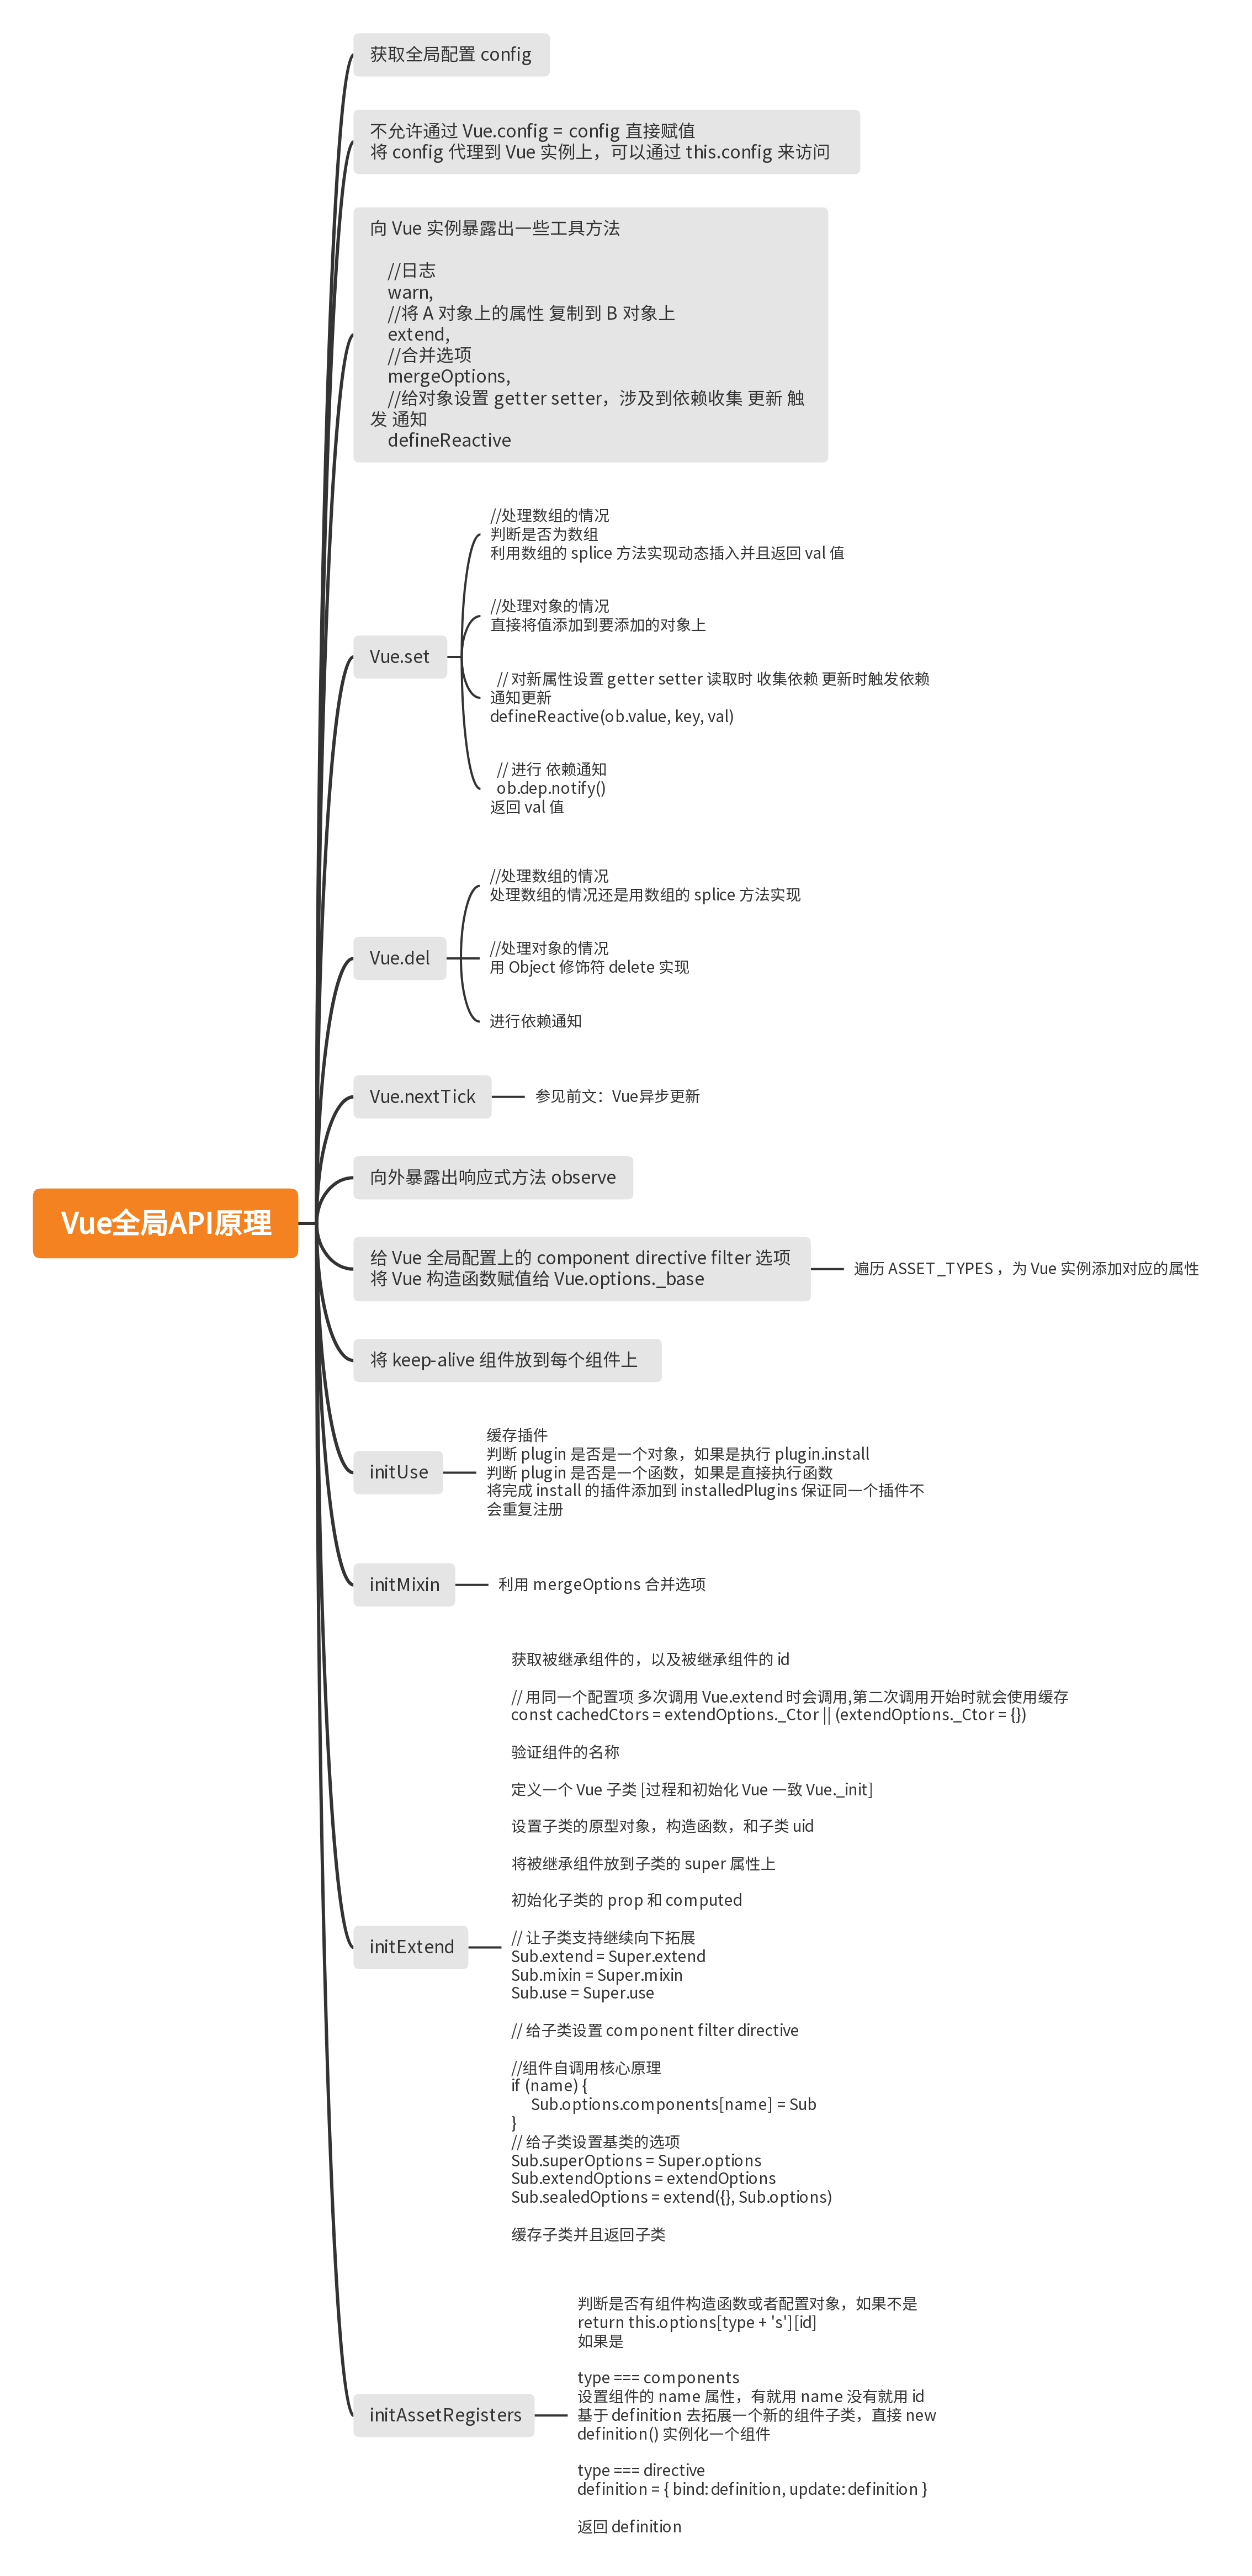 Vue全局API原理
获取全局配置 config
不允许通过 Vue.config = config 直接赋值
将 config 代理到 Vue 实例上，可以通过 this.config 来访问
向 Vue 实例暴露出一些工具方法
//日志
warn,
//将 A 对象上的属性 复制到 B 对象上
extend,
//合并选项
mergeOptions,
//给对象设置 getter setter，涉及到依赖收集 更新 触
发 通知
defineReactive
Vue.set
//处理数组的情况
判断是否为数组
利用数组的 splice 方法实现动态插入并且返回 val 值
//处理对象的情况
直接将值添加到要添加的对象上
// 对新属性设置 getter setter 读取时 收集依赖 更新时触发依赖
通知更新
defineReactive(ob.value, key, val)
// 进行 依赖通知
ob.dep.notify()
返回 val 值
Vue.del
//处理数组的情况
处理数组的情况还是用数组的 splice 方法实现
//处理对象的情况
用 Object 修饰符 delete 实现
进行依赖通知
Vue.nextTick
参见前文：Vue异步更新
向外暴露出响应式方法 observe
给 Vue 全局配置上的 component directive filter 选项
将 Vue 构造函数赋值给 Vue.options._base
遍历 ASSET_TYPES ，为 Vue 实例添加对应的属性
将 keep-alive 组件放到每个组件上
initUse
缓存插件
判断 plugin 是否是一个对象，如果是执行 plugin.install
判断 plugin 是否是一个函数，如果是直接执行函数
将完成 install 的插件添加到 installedPlugins 保证同一个插件不
会重复注册
initMixin
利用 mergeOptions 合并选项
initExtend
获取被继承组件的，以及被继承组件的 id
// 用同一个配置项 多次调用 Vue.extend 时会调用,第二次调用开始时就会使用缓存
const cachedCtors = extendOptions._Ctor || (extendOptions._Ctor = {})
验证组件的名称
定义一个 Vue 子类 [过程和初始化 Vue 一致 Vue._init]
设置子类的原型对象，构造函数，和子类 uid
将被继承组件放到子类的 super 属性上
初始化子类的 prop 和 computed
// 让子类支持继续向下拓展
Sub.extend = Super.extend
Sub.mixin = Super.mixin
Sub.use = Super.use
// 给子类设置 component filter directive
//组件自调用核心原理
if (name) {
Sub.options.components[name] = Sub
}
// 给子类设置基类的选项
Sub.superOptions = Super.options
Sub.extendOptions = extendOptions
Sub.sealedOptions = extend({}, Sub.options)
缓存子类并且返回子类
initAssetRegisters
判断是否有组件构造函数或者配置对象，如果不是
return this.options[type + 's'][id]
如果是
type === components
设置组件的 name 属性，有就用 name 没有就用 id
基于 definition 去拓展一个新的组件子类，直接 new
definition() 实例化一个组件
type === directive
definition = { bind: definition, update: definition }
返回 definition